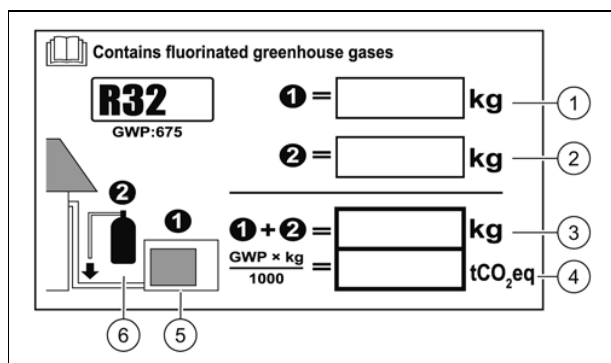 Contains fluorinated greenhouse gases
R32
GWP:675
❶ = kg ①
❷ = kg ②
❶+❷ = kg ③
GWP × kg
1000
= tCO₂eq ④
❷
❶
⑥
⑤